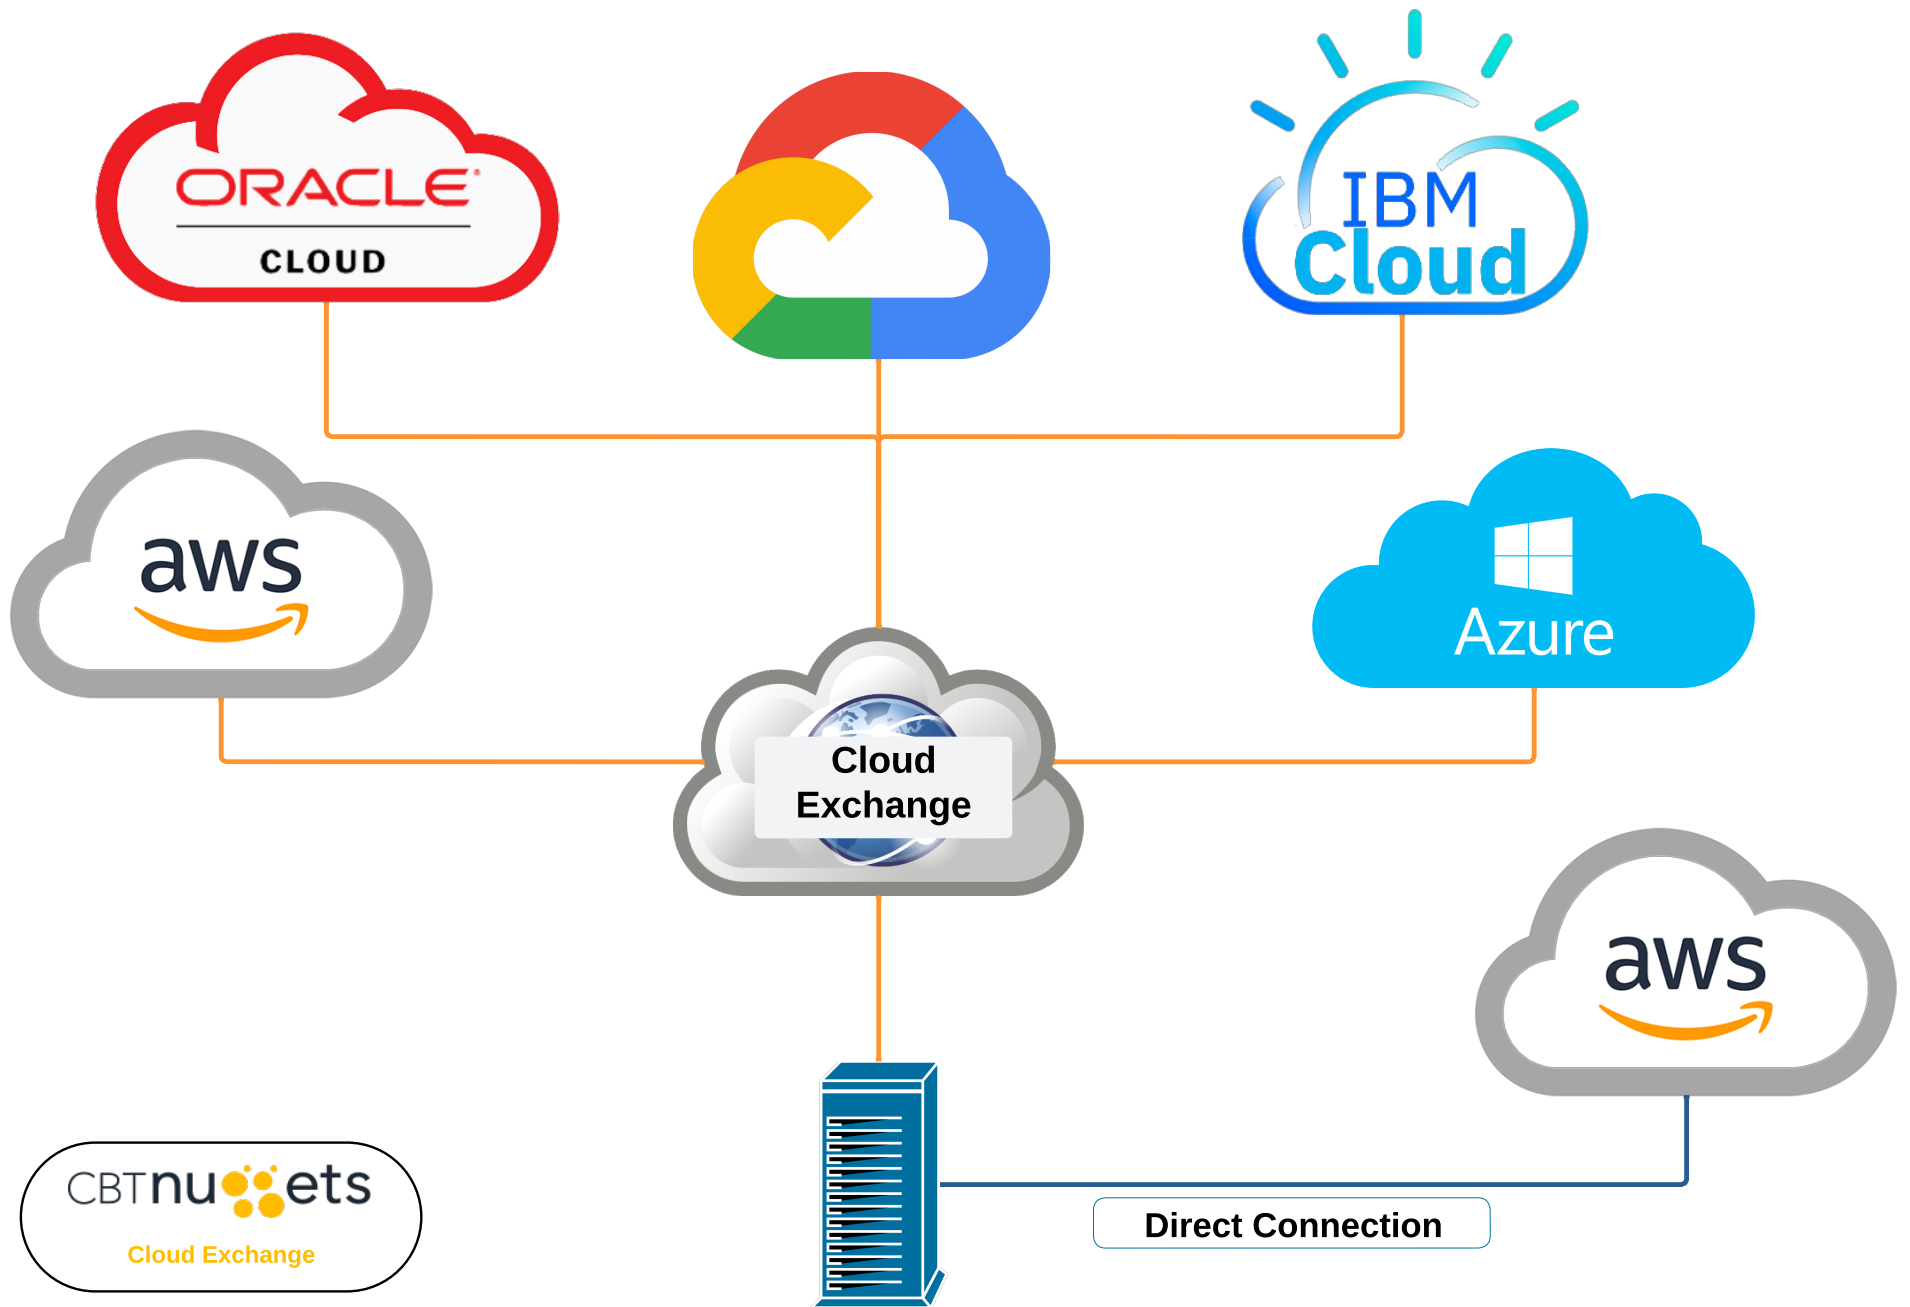 ORACLE
CLOUD
IBM
Cloud
aws
Azure
Cloud
Exchange
aws
Direct Connection
CBTnuggets
Cloud Exchange